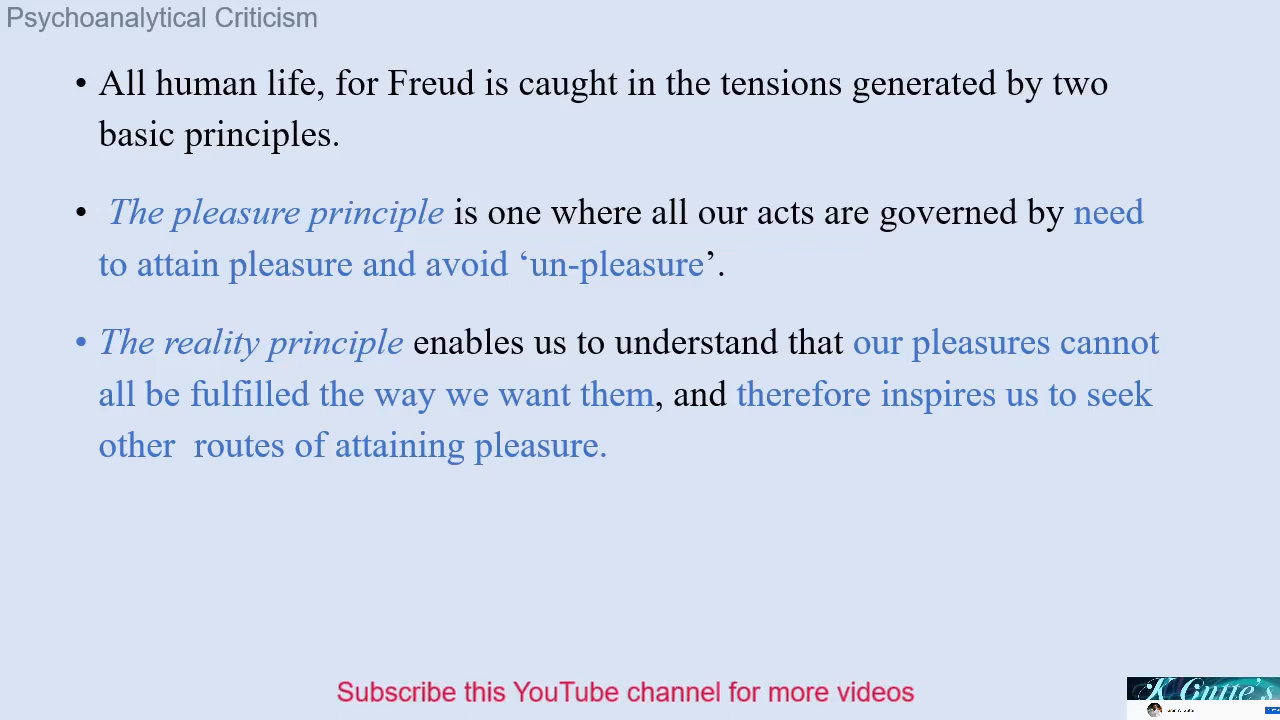 Psychoanalytical Criticism
• All human life, for Freud is caught in the tensions generated by two
basic principles.
• The pleasure principle is one where all our acts are governed by need
to attain pleasure and avoid ‘un-pleasure’.
• The reality principle enables us to understand that our pleasures cannot
all be fulfilled the way we want them, and therefore inspires us to seek
other routes of attaining pleasure.
Subscribe this YouTube channel for more videos